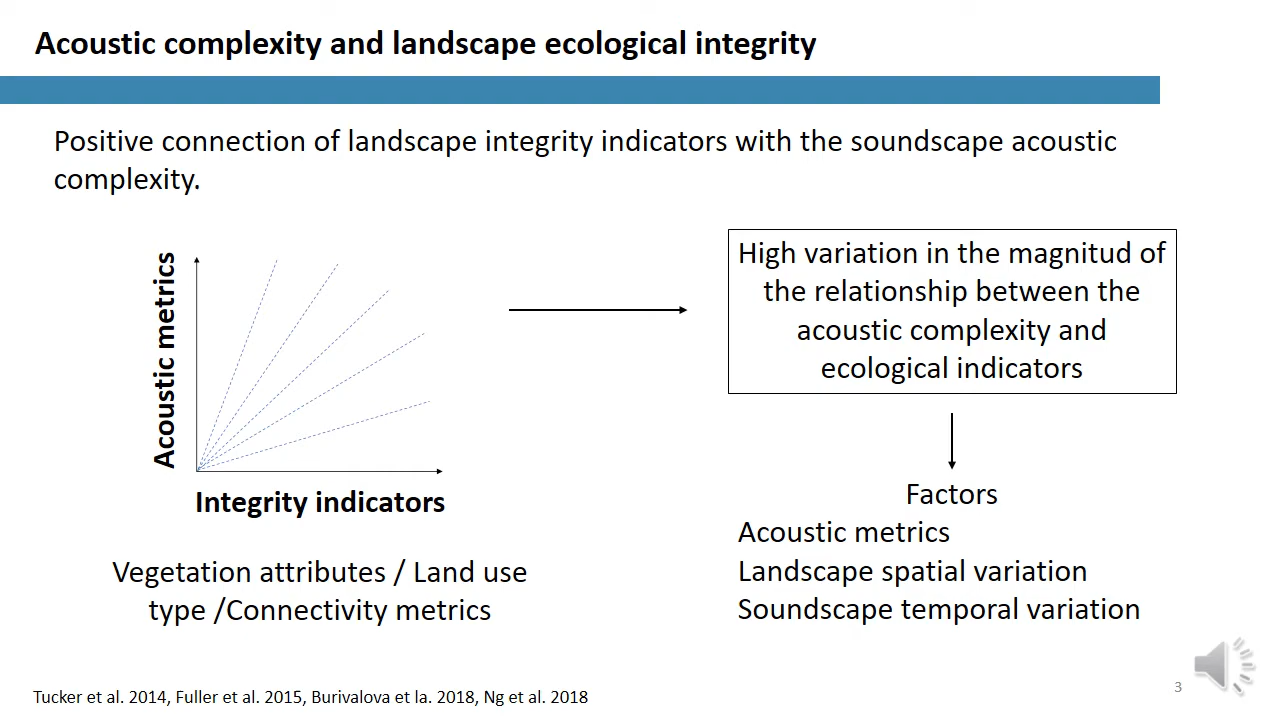 Acoustic complexity and landscape ecological integrity
Positive connection of landscape integrity indicators with the soundscape acoustic
complexity.
Acoustic metrics
Integrity indicators
Vegetation attributes / Land use
type /Connectivity metrics
High variation in the magnitud of
the relationship between the
acoustic complexity and
ecological indicators
Factors
Acoustic metrics
Landscape spatial variation
Soundscape temporal variation
Tucker et al. 2014, Fuller et al. 2015, Burivalova et la. 2018, Ng et al. 2018
3